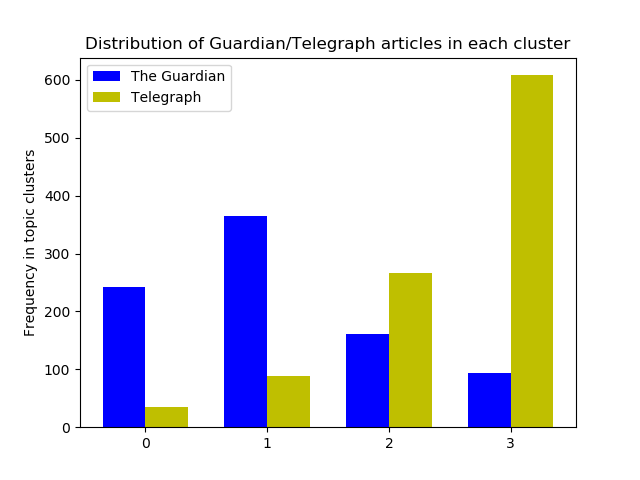 Distribution of Guardian/Telegraph articles in each cluster
The Guardian
Telegraph
Frequency in topic clusters
600
500
400
300
200
100
0
0 1 2 3